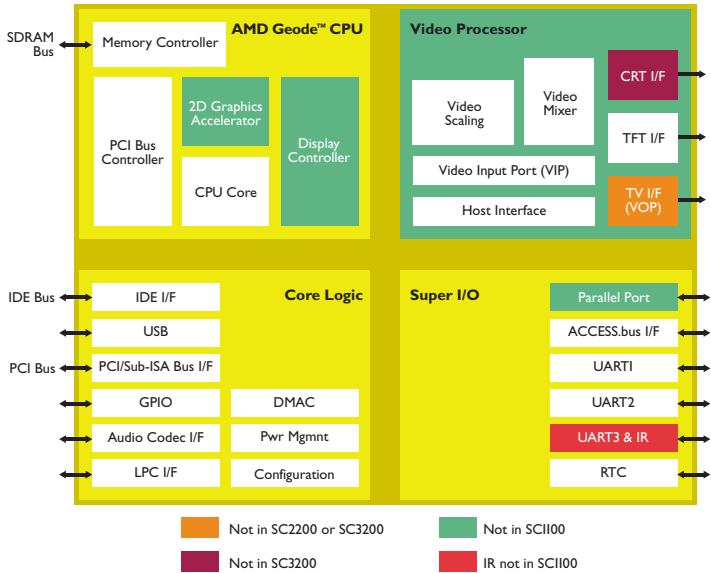 AMD Geode™ CPU
SDRAM
Bus
Memory Controller
PCI Bus
Controller
2D Graphics
Accelerator
CPU Core
Display
Controller
Video Processor
Video
Scaling
Video
Mixer
Video Input Port (VIP)
Host Interface
CRT I/F
TFT I/F
TV I/F
(VOP)
Core Logic
IDE Bus
IDE I/F
USB
PCI Bus
PCI/Sub-ISA Bus I/F
GPIO
Audio Codec I/F
LPC I/F
DMAC
Pwr Mgmnt
Configuration
Super I/O
Parallel Port
ACCESS.bus I/F
UART1
UART2
UART3 & IR
RTC
Not in SC2200 or SC3200
Not in SC1100
Not in SC3200
IR not in SC1100